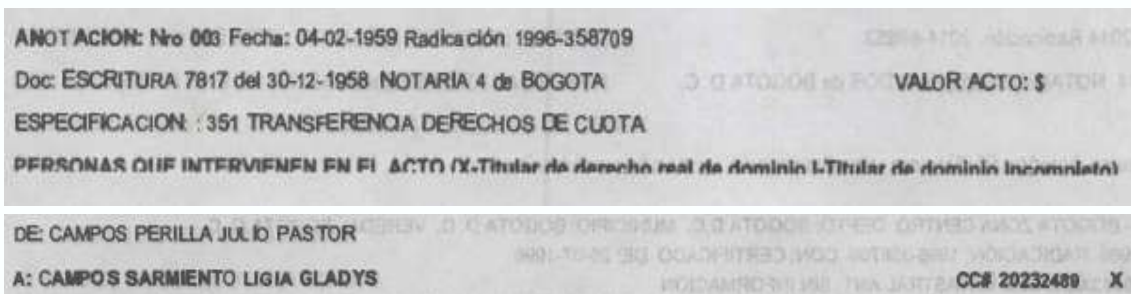 ANOTACION: Nro 003 Fecha: 04-02-1959 Radicación 1996-358709
Doc: ESCRITURA 7817 del 30-12-1958 NOTARIA 4 de BOGOTA VALOR ACTO: $
ESPECIFICACION: : 351 TRANSFERENCIA DERECHOS DE CUOTA
PERSONAS QUE INTERVIENEN EN EL ACTO (X-Titular de derecho real de dominio I-Titular de dominio incompleto)
DE: CAMPOS PERILLA JULIO PASTOR
A: CAMPOS SARMIENTO LIGIA GLADYS CC# 20232489 X